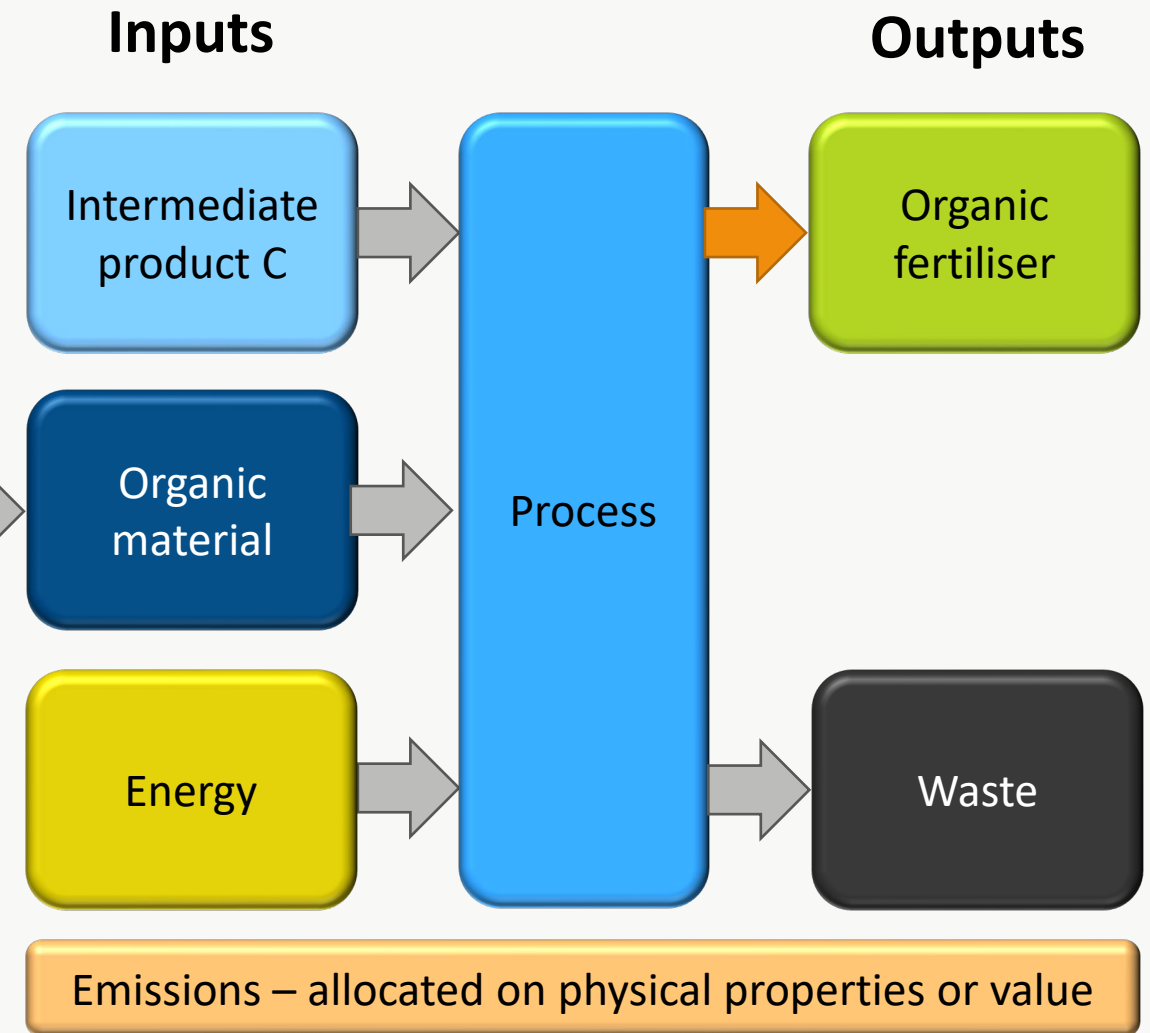 Inputs
Outputs
Intermediate
product C
Organic
fertiliser
Organic
material
Process
Energy
Waste
Emissions – allocated on physical properties or value